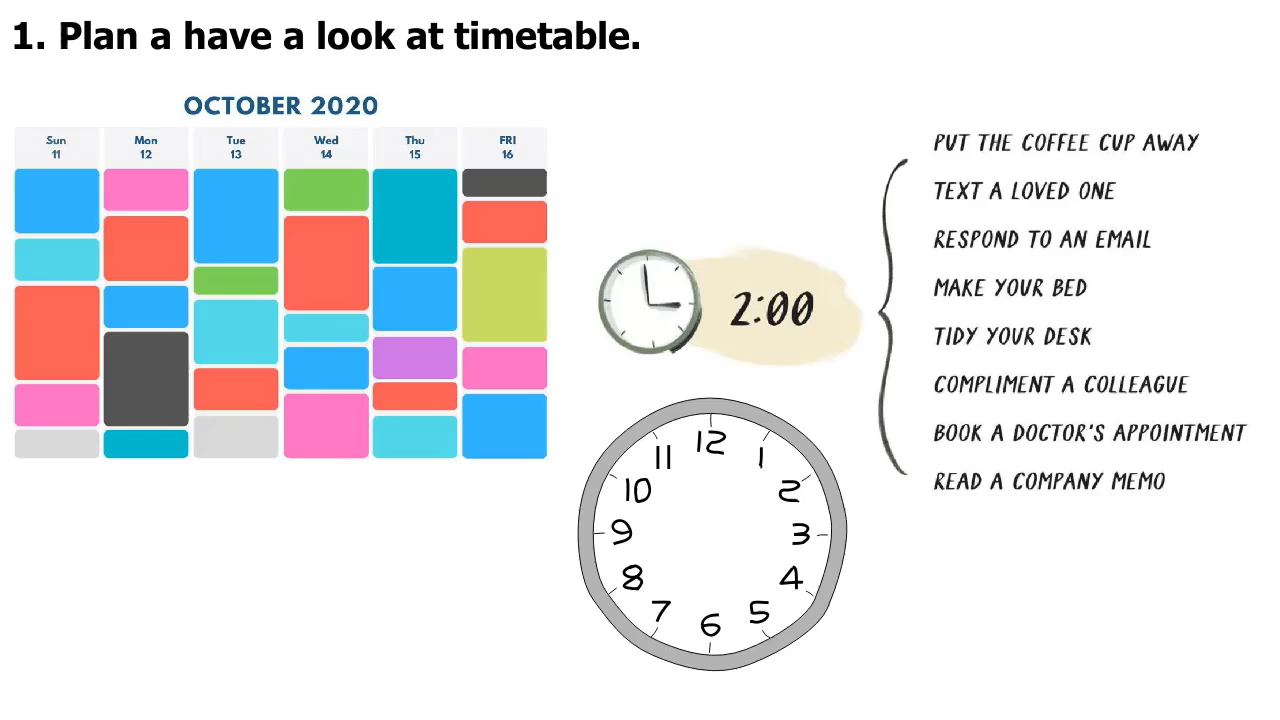 1. Plan a have a look at timetable.
OCTOBER 2020
Sun Mon Tue Wed Thu FRI
11 12 13 14 15 16
2:00
PUT THE COFFEE CUP AWAY
TEXT A LOVED ONE
RESPOND TO AN EMAIL
MAKE YOUR BED
TIDY YOUR DESK
COMPLIMENT A COLLEAGUE
BOOK A DOCTOR'S APPOINTMENT
READ A COMPANY MEMO
12
11 1
10 2
9 3
8 4
7 5
6